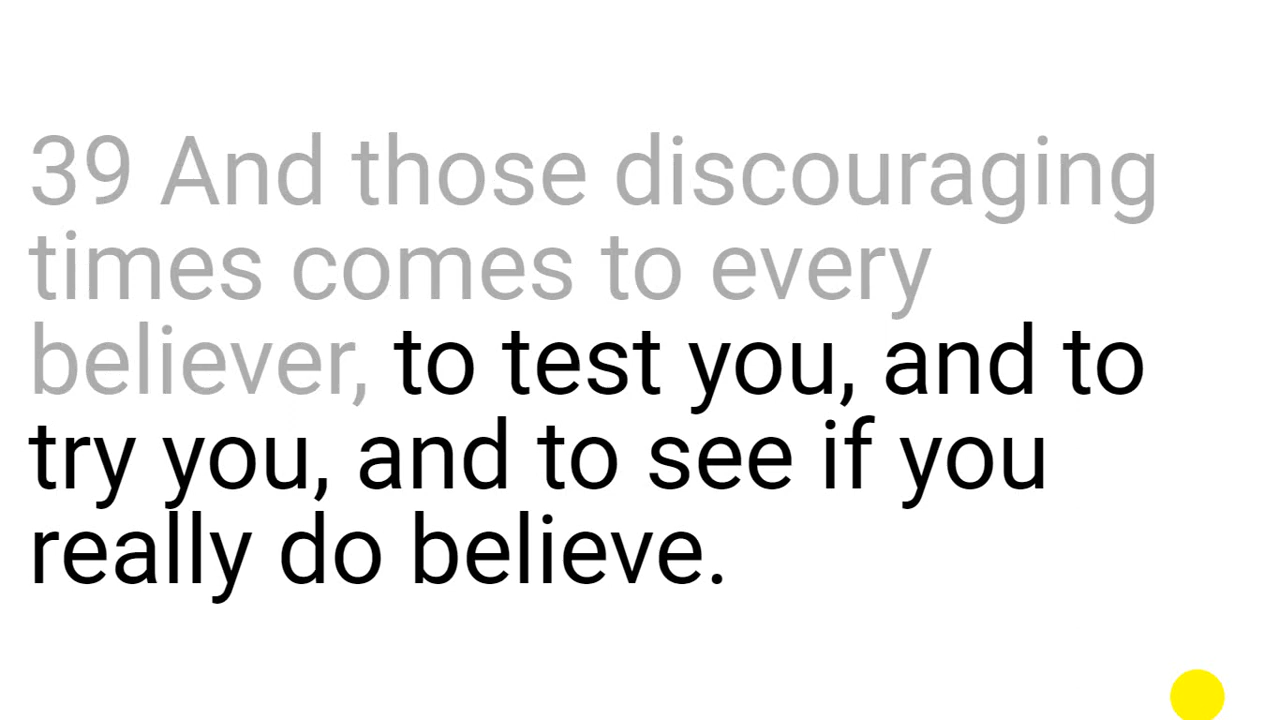 39 And those discouraging
times comes to every
believer, to test you, and to
try you, and to see if you
really do believe.